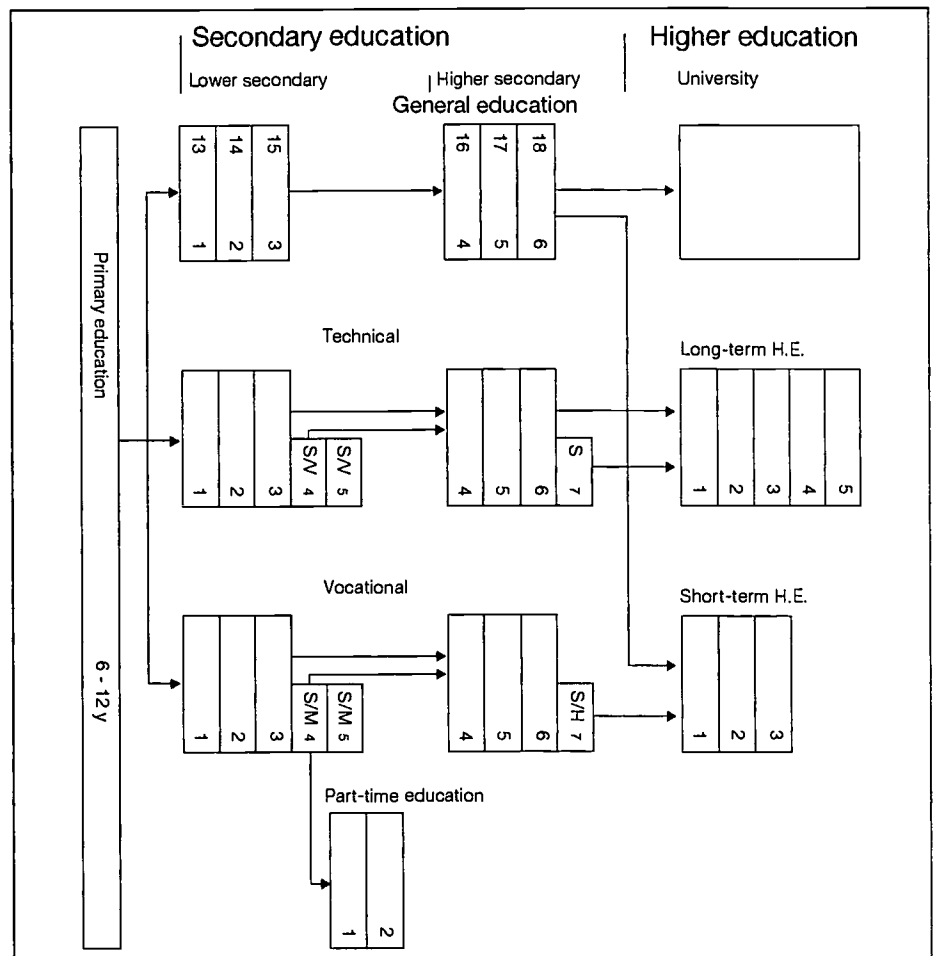 Secondary education
Higher education
Lower secondary
Higher secondary
University
General education
13 14 15
1 2 3
16 17 18
4 5 6
Primary education
6 - 12 y
Technical
Long-term H.E.
1 2 3
S/V 4
S/V 5
4 5 6
S 7
1 2 3 4 5
Vocational
Short-term H.E.
1 2 3
S/M 4
S/M 5
4 5 6
S/H 7
1 2 3
Part-time education
1 2